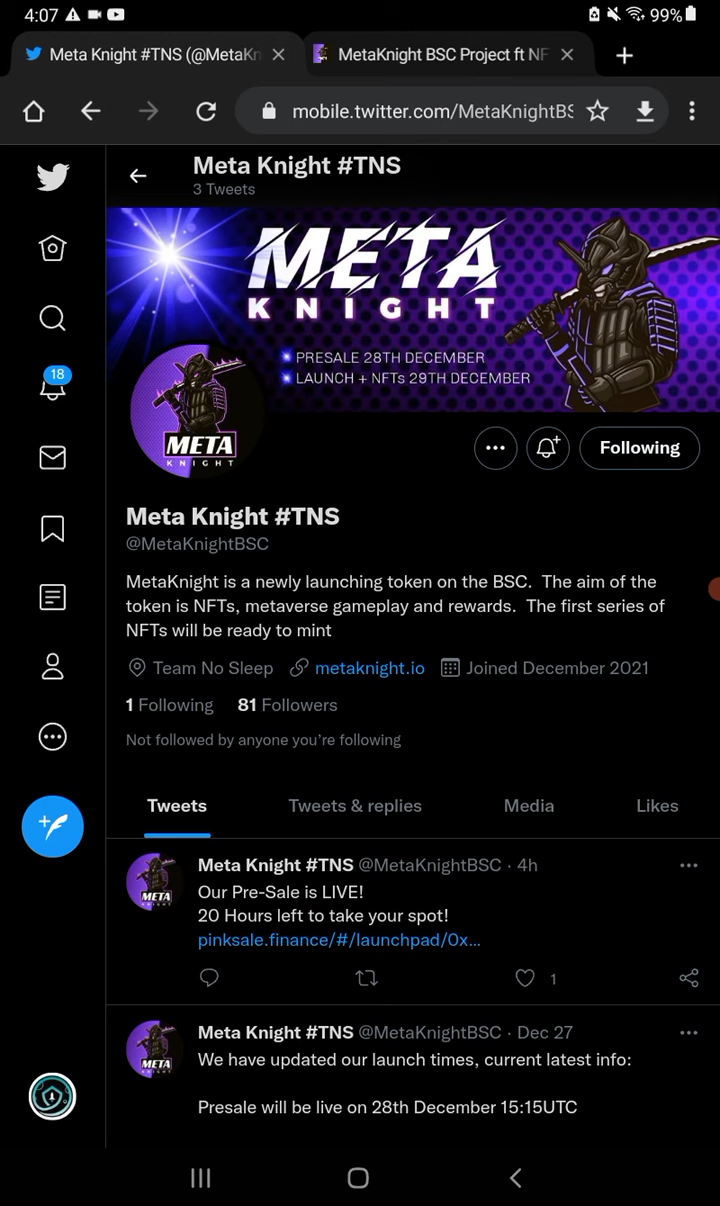 4:07
99%
Meta Knight #TNS (@MetaKn
MetaKnight BSC Project ft NF
mobile.twitter.com/MetaKnightBS
Meta Knight #TNS
3 Tweets
META
KNIGHT
PRESALE 28TH DECEMBER
LAUNCH + NFTs 29TH DECEMBER
META
KNIGHT
18
Following
Meta Knight #TNS
@MetaKnightBSC
MetaKnight is a newly launching token on the BSC. The aim of the
token is NFTs, metaverse gameplay and rewards. The first series of
NFTs will be ready to mint
Team No Sleep metaknight.io Joined December 2021
1 Following 81 Followers
Not followed by anyone you’re following
Tweets Tweets & replies Media Likes
META
Meta Knight #TNS @MetaKnightBSC · 4h
Our Pre-Sale is LIVE!
20 Hours left to take your spot!
pinksale.finance/#/launchpad/0x…
1
META
Meta Knight #TNS @MetaKnightBSC · Dec 27
We have updated our launch times, current latest info:
Presale will be live on 28th December 15:15UTC